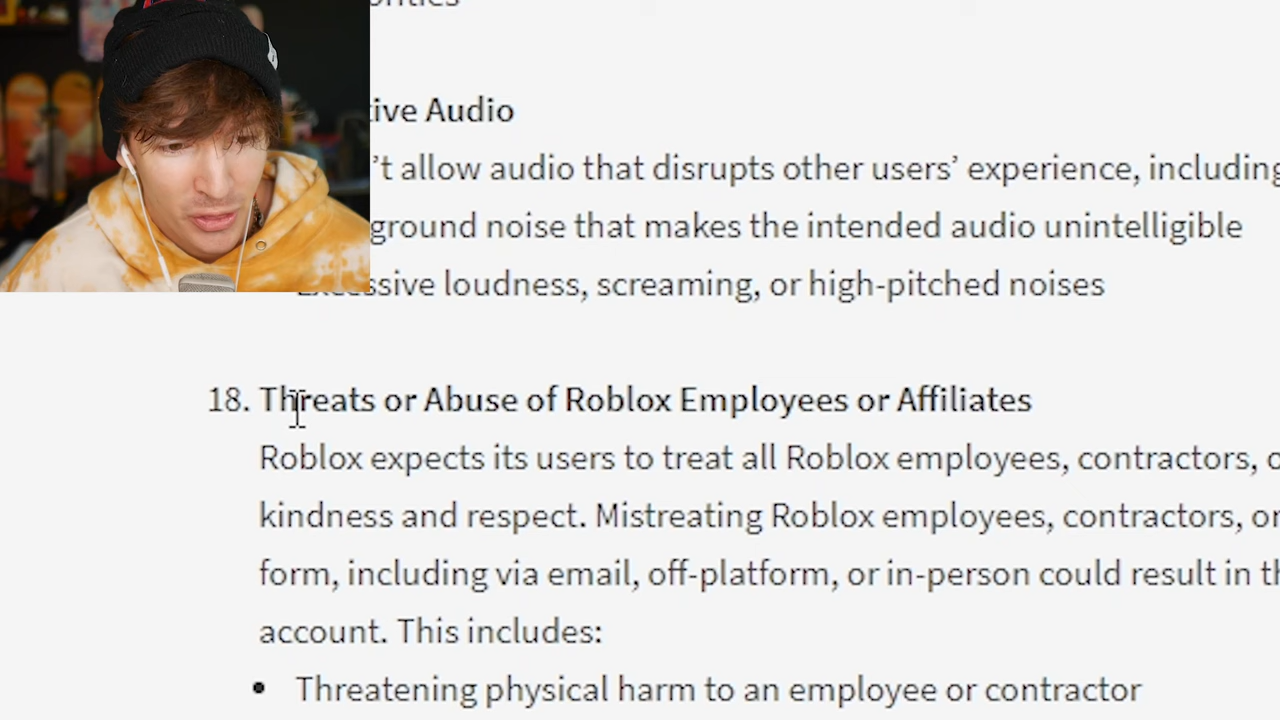 tive Audio
't allow audio that disrupts other users' experience, including
ground noise that makes the intended audio unintelligible
Excessive loudness, screaming, or high-pitched noises
18. Threats or Abuse of Roblox Employees or Affiliates
Roblox expects its users to treat all Roblox employees, contractors, o
kindness and respect. Mistreating Roblox employees, contractors, or
form, including via email, off-platform, or in-person could result in th
account. This includes:
• Threatening physical harm to an employee or contractor